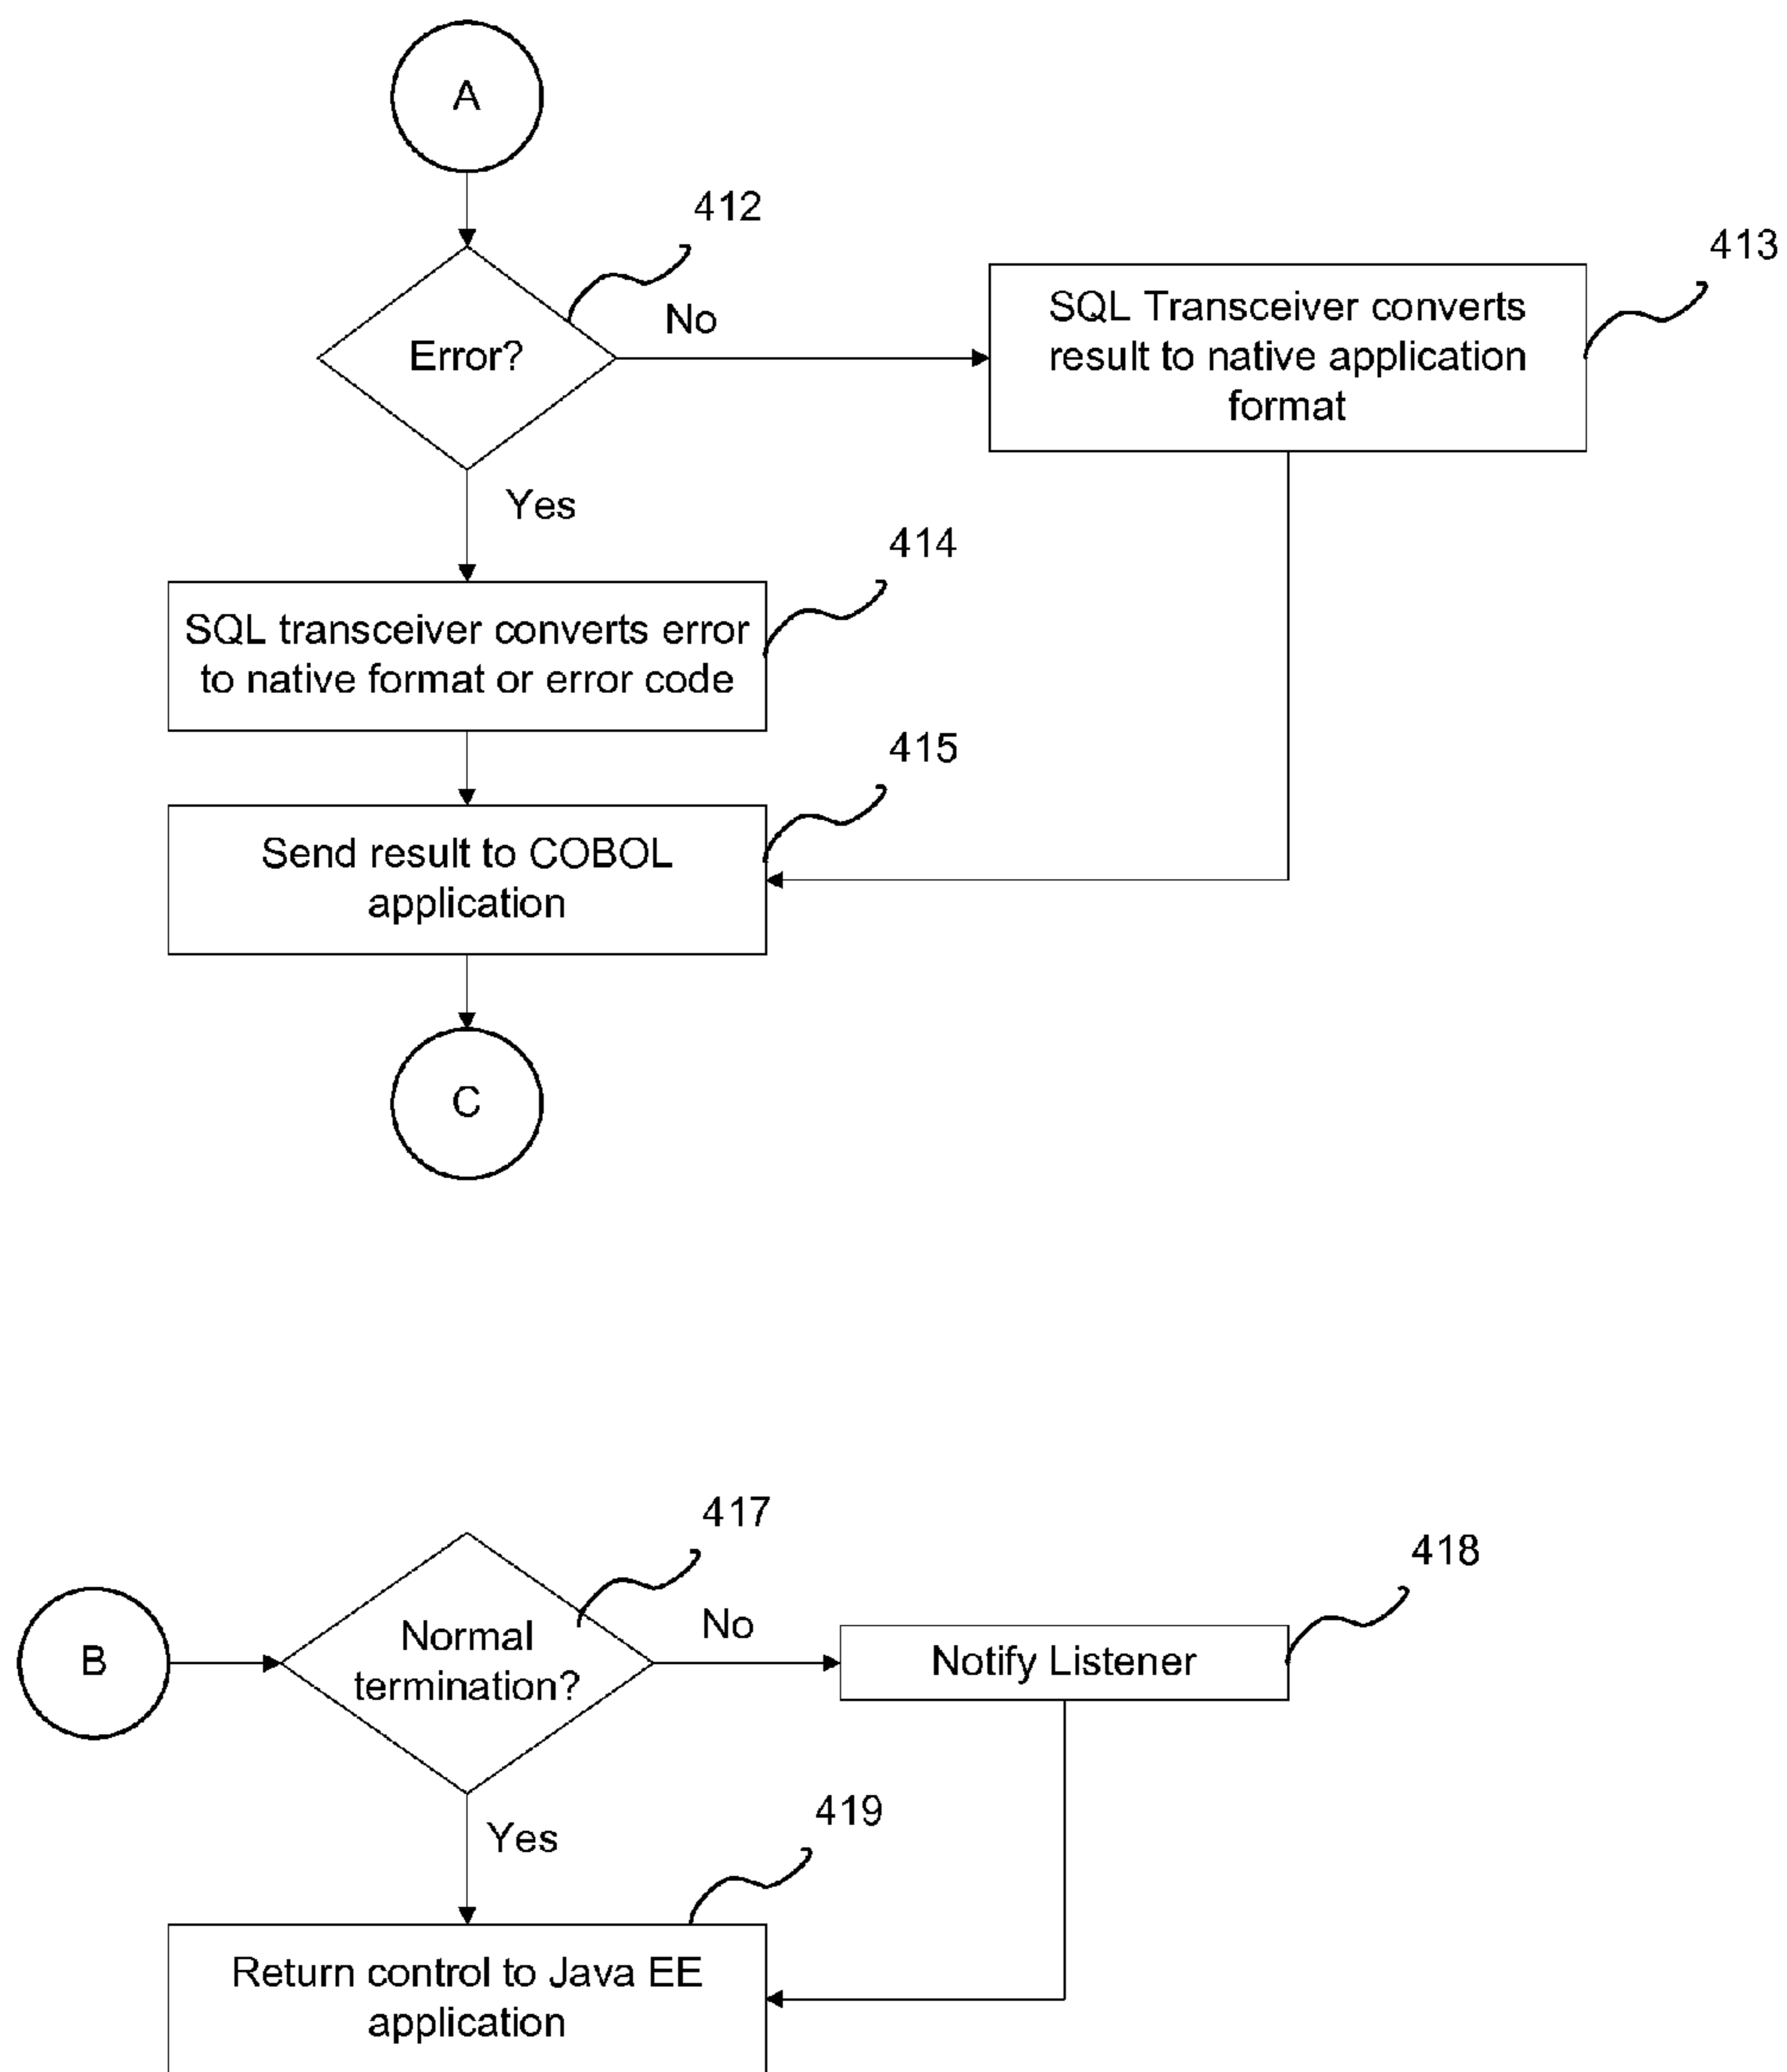 A
412
413
Error?
No
SQL Transceiver converts
result to native application
format
Yes
414
SQL transceiver converts error
to native format or error code
415
Send result to COBOL
application
C
417
418
B
Normal
termination?
No
Notify Listener
Yes
419
Return control to Java EE
application